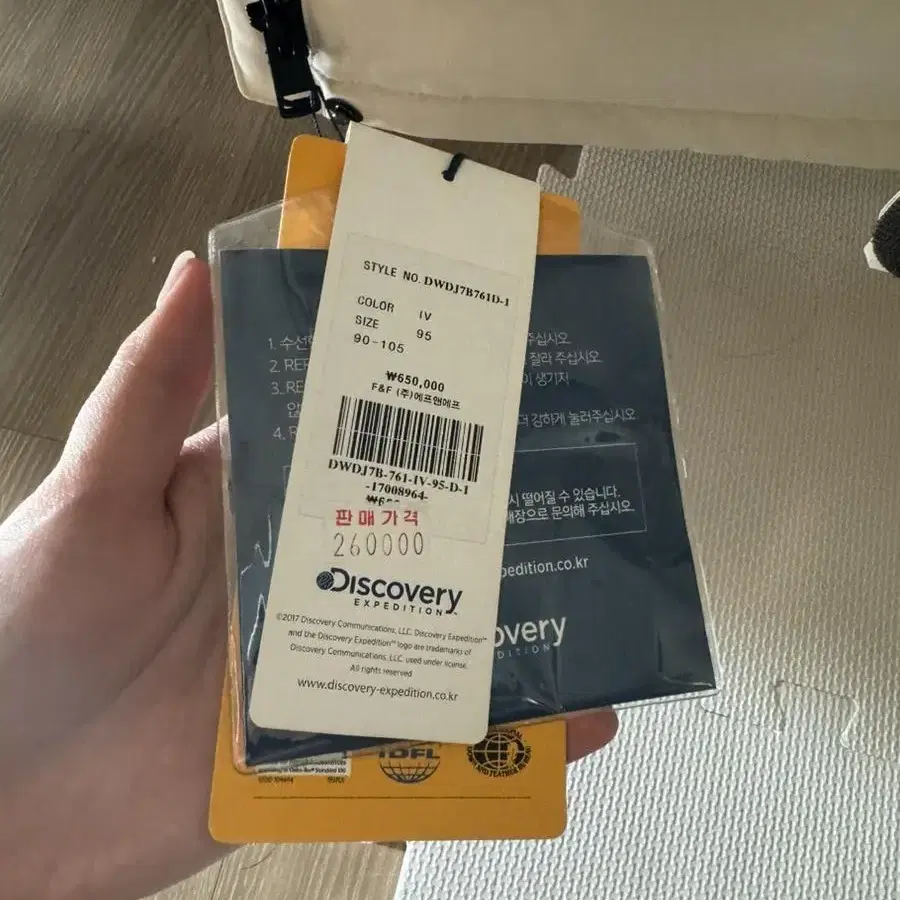 STYLE NO. DWDJ7B761D-1
COLOR IV
SIZE 95
90-105
₩650,000
F&F (주)에프앤에프
DWDJ7B-761-IV-95-D-1
-17008964-
판매가격
260000
Discovery
EXPEDITION™
©2017 Discovery Communications, LLC. Discovery Expedition™
and the Discovery Expedition™ logo are trademarks of
Discovery Communications, LLC. used under license.
All rights reserved
www.discovery-expedition.co.kr
1. 수선
주십시오
2. 잘라 주십시오
3. 이 생기지
더 강하게 눌러주십시오
4.
시 떨어질 수 있습니다.
매장으로 문의해 주십시오
pedition.co.kr
overy
EDITION
IDFL